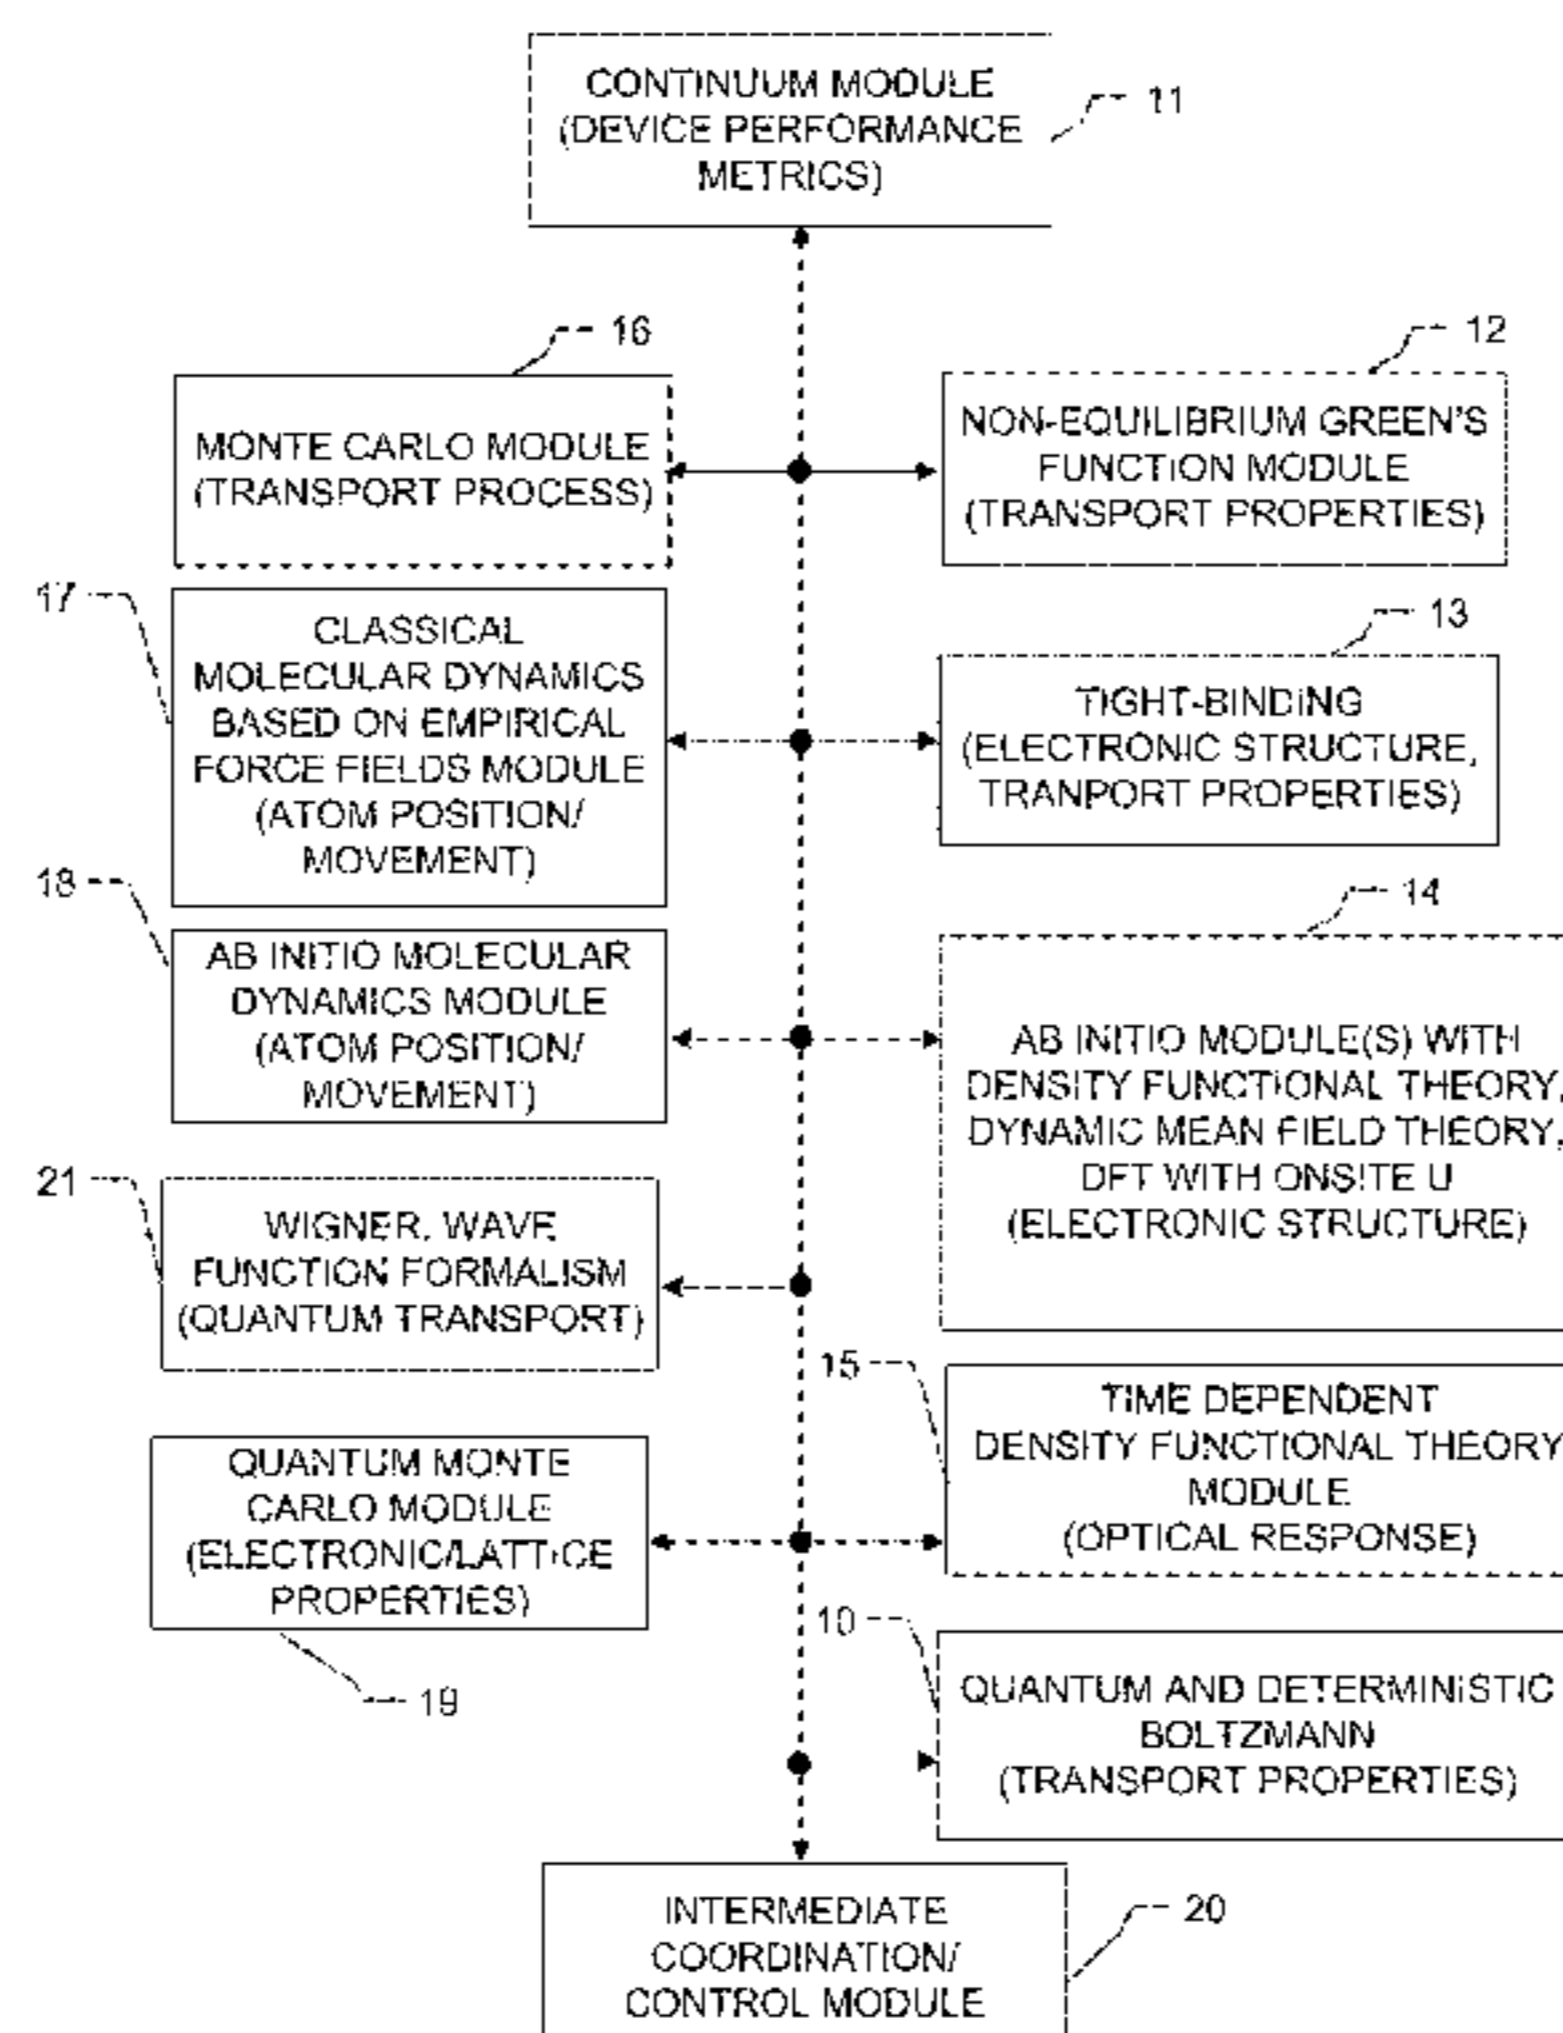 CONTINUUM MODULE
(DEVICE PERFORMANCE
METRICS)
11
16
MONTE CARLO MODULE
(TRANSPORT PROCESS)
12
NON-EQUILIBRIUM GREEN'S
FUNCTION MODULE
(TRANSPORT PROPERTIES)
17
CLASSICAL
MOLECULAR DYNAMICS
BASED ON EMPIRICAL
FORCE FIELDS MODULE
(ATOM POSITION/
MOVEMENT)
13
TIGHT-BINDING
(ELECTRONIC STRUCTURE,
TRANPORT PROPERTIES)
18
AB INITIO MOLECULAR
DYNAMICS MODULE
(ATOM POSITION/
MOVEMENT)
14
AB INITIO MODULE(S) WITH
DENSITY FUNCTIONAL THEORY,
DYNAMIC MEAN FIELD THEORY,
DFT WITH ONSITE U
(ELECTRONIC STRUCTURE)
21
WIGNER, WAVE
FUNCTION FORMALISM
(QUANTUM TRANSPORT)
15
TIME DEPENDENT
DENSITY FUNCTIONAL THEORY
MODULE
(OPTICAL RESPONSE)
QUANTUM MONTE
CARLO MODULE
(ELECTRONIC/LATTICE
PROPERTIES)
19
10
QUANTUM AND DETERMINISTIC
BOLTZMANN
(TRANSPORT PROPERTIES)
INTERMEDIATE
COORDINATION/
CONTROL MODULE
20